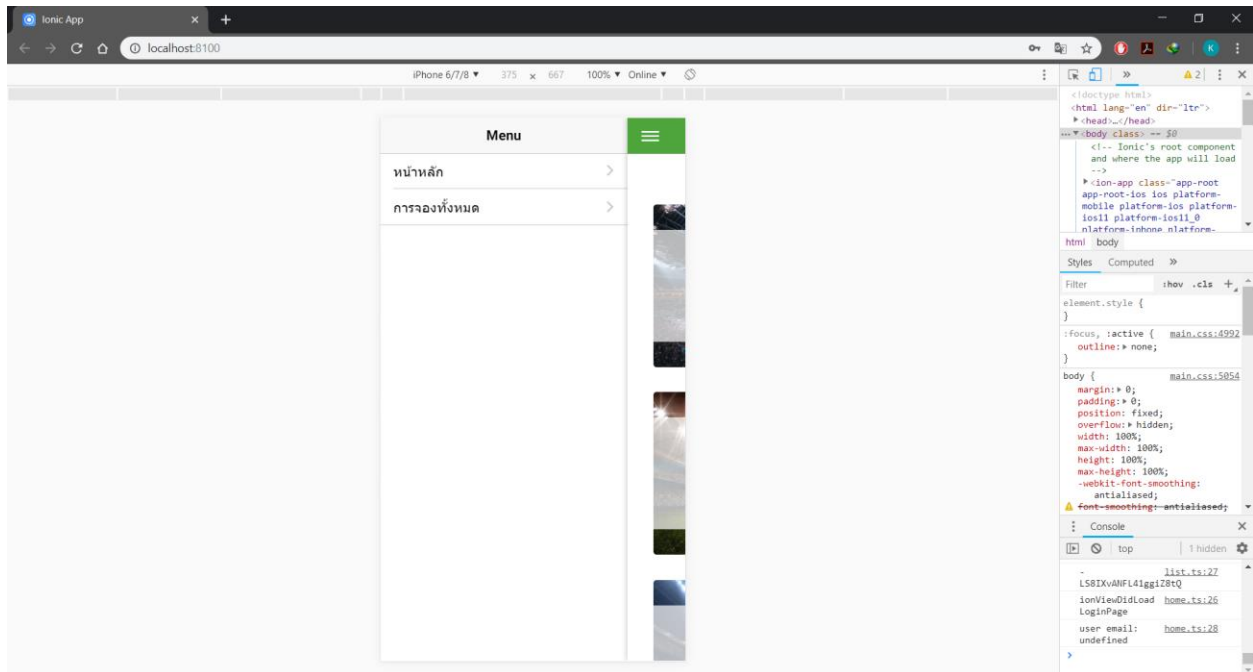 Ionic App
localhost:8100
K
iPhone 6/7/8 ▼ 375 x 667 100% ▼ Online ▼
Menu
หน้าหลัก
การจองทั้งหมด
» 2
<!doctype html>
<html lang="en" dir="ltr">
▶<head>…</head>
... ▼<body class> == $0
<!-- Ionic's root component
and where the app will load
-->
▶<ion-app class="app-root
app-root-ios ios platform-
mobile platform-ios platform-
ios11 platform-ios11_0
platform-iphone platform-
html body
Styles Computed »
Filter :hov .cls +
element.style {
}
:focus, :active { main.css:4992
outline:▶ none;
}
body { main.css:5054
margin:▶ 0;
padding:▶ 0;
position: fixed;
overflow:▶ hidden;
width: 100%;
max-width: 100%;
height: 100%;
max-height: 100%;
-webkit-font-smoothing:
antialiased;
font-smoothing: antialiased;
Console
top 1 hidden
- list.ts:27
LS8IXvANFL41ggiZ8tQ
ionViewDidLoad home.ts:26
LoginPage
user email: home.ts:28
undefined
>